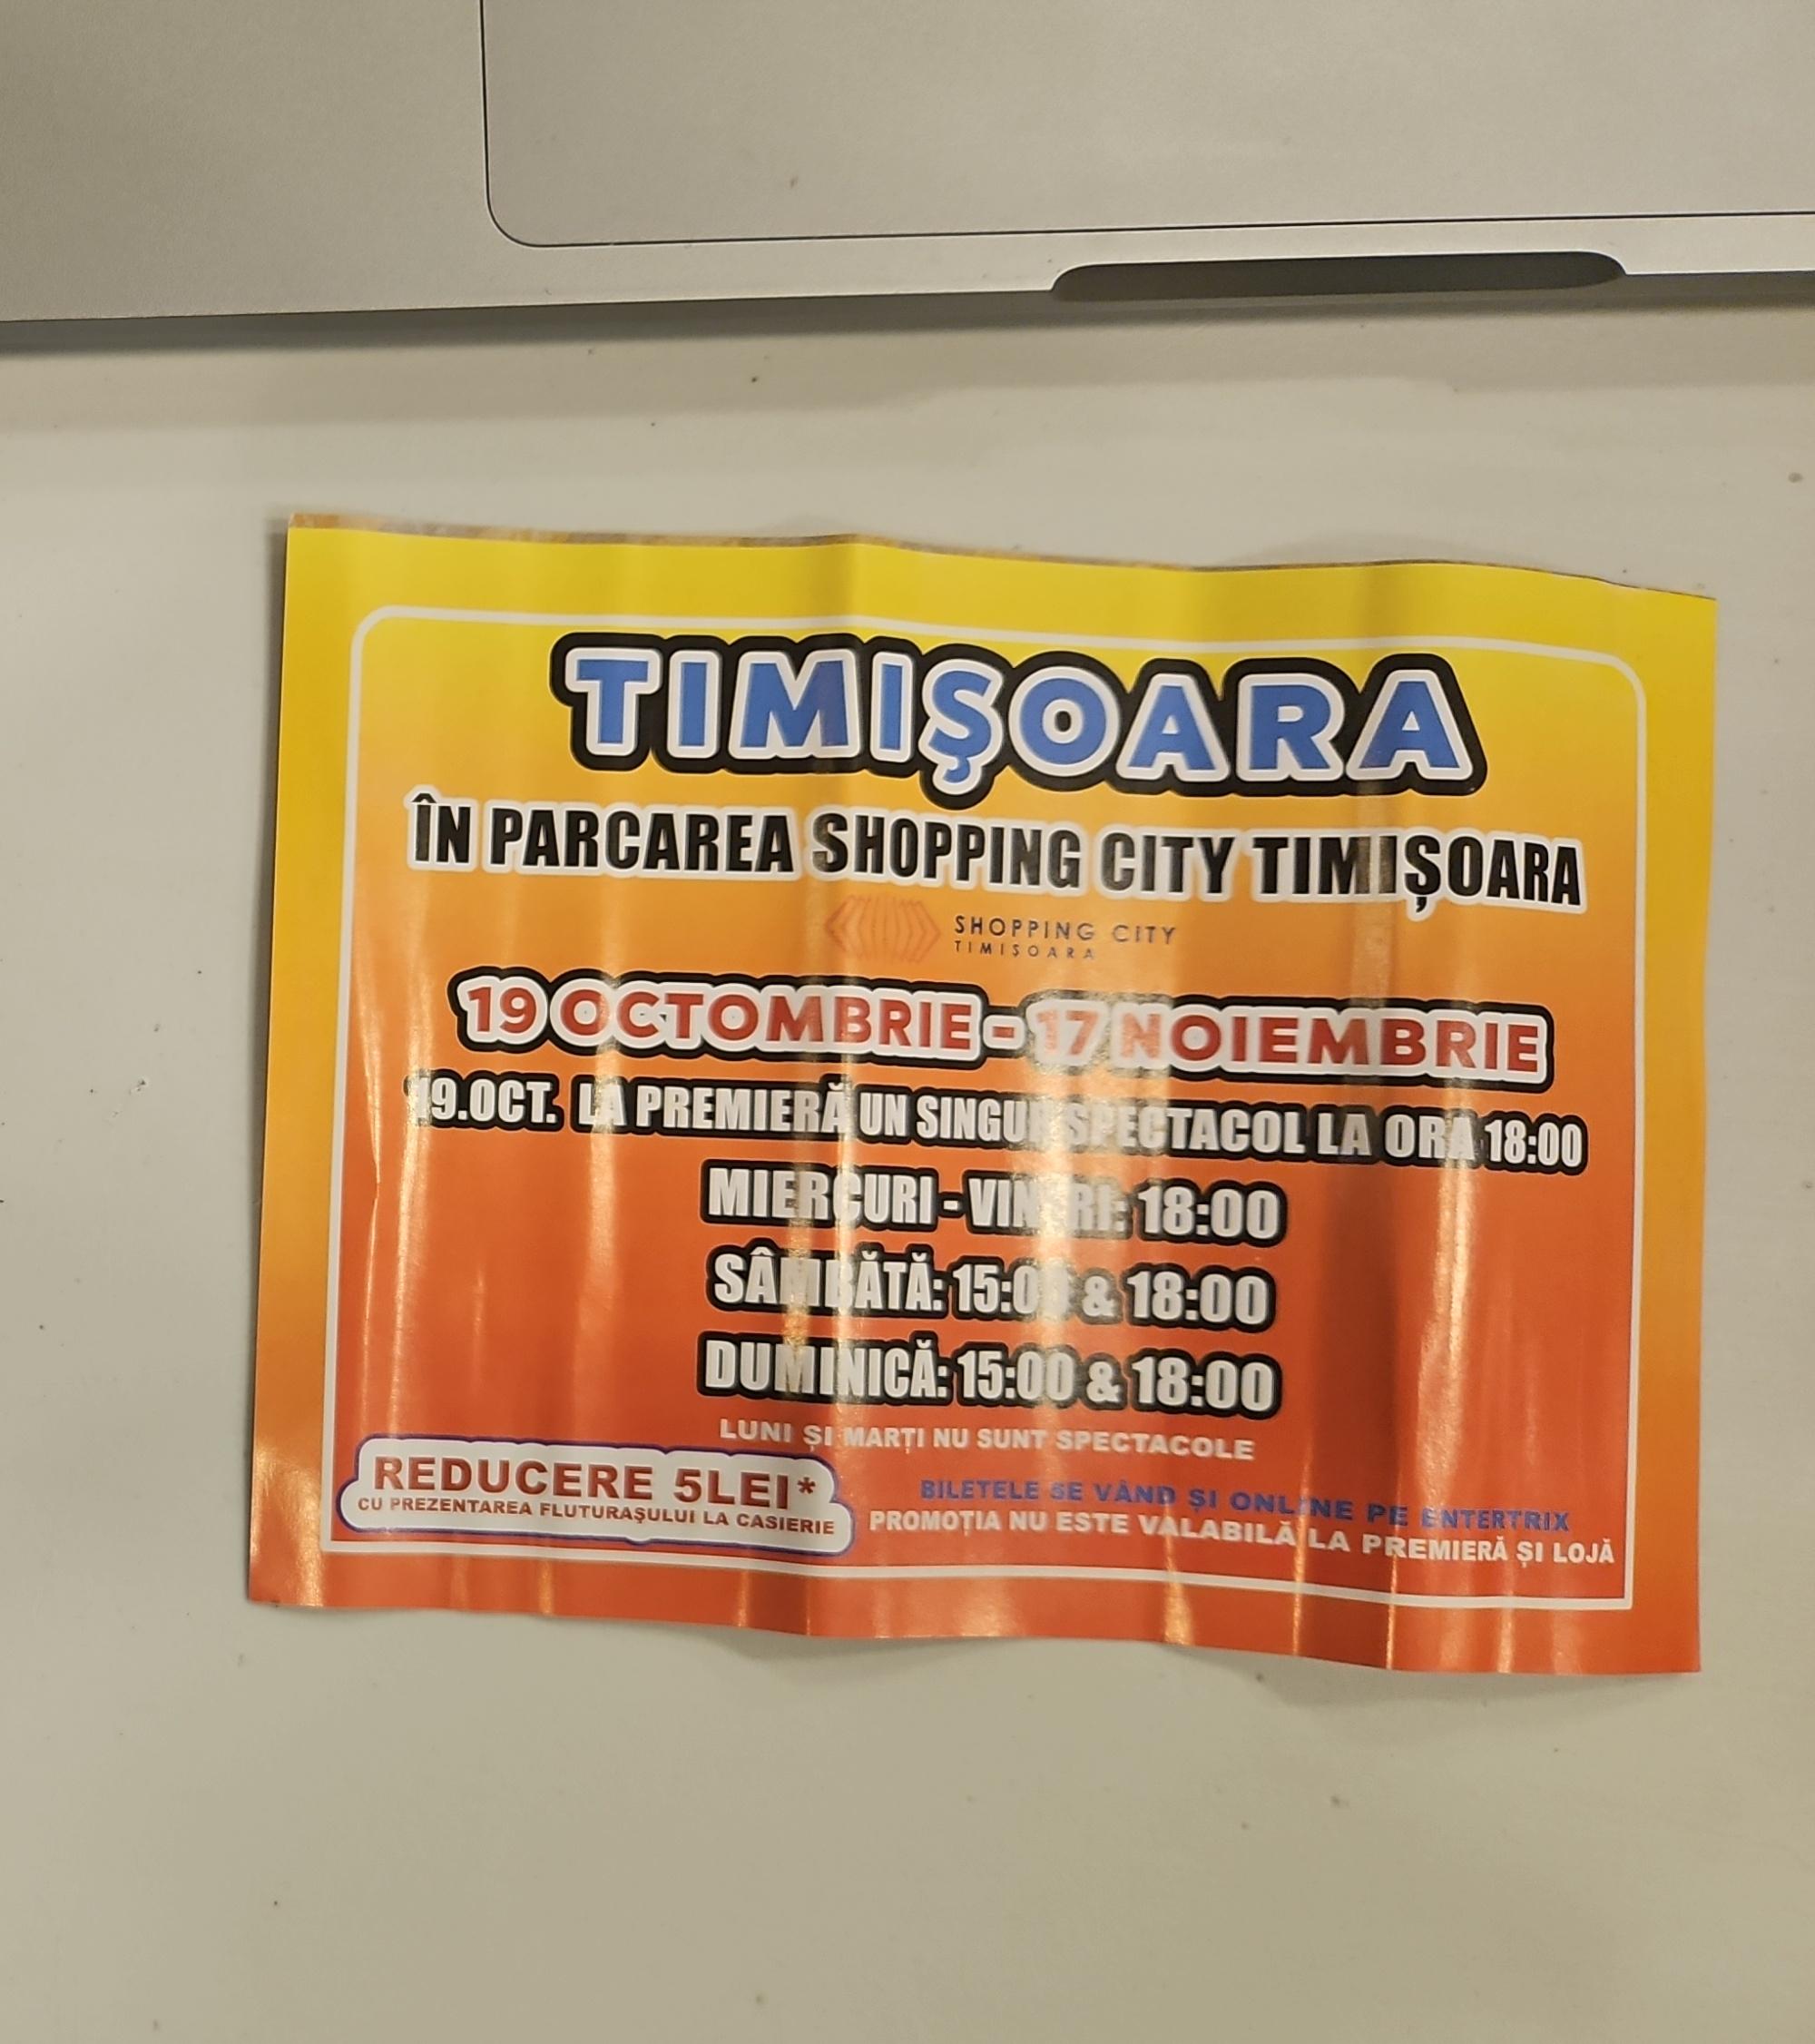 TIMIȘOARA
ÎN PARCAREA SHOPPING CITY TIMIȘOARA
SHOPPING CITY
TIMIȘOARA
19 OCTOMBRIE - 17 NOIEMBRIE
19.OCT. LA PREMIERĂ UN SINGUR SPECTACOL LA ORA 18:00
MIERCURI - VINERI: 18:00
SÂMBĂTĂ: 15:00 & 18:00
DUMINICĂ: 15:00 & 18:00
LUNI ȘI MARȚI NU SUNT SPECTACOLE
REDUCERE 5LEI*
CU PREZENTAREA FLUTURAȘULUI LA CASIERIE
BILETELE SE VÂND ȘI ONLINE PE ENTERTRIX
PROMOȚIA NU ESTE VALABILĂ LA PREMIERĂ ȘI LOJĂ